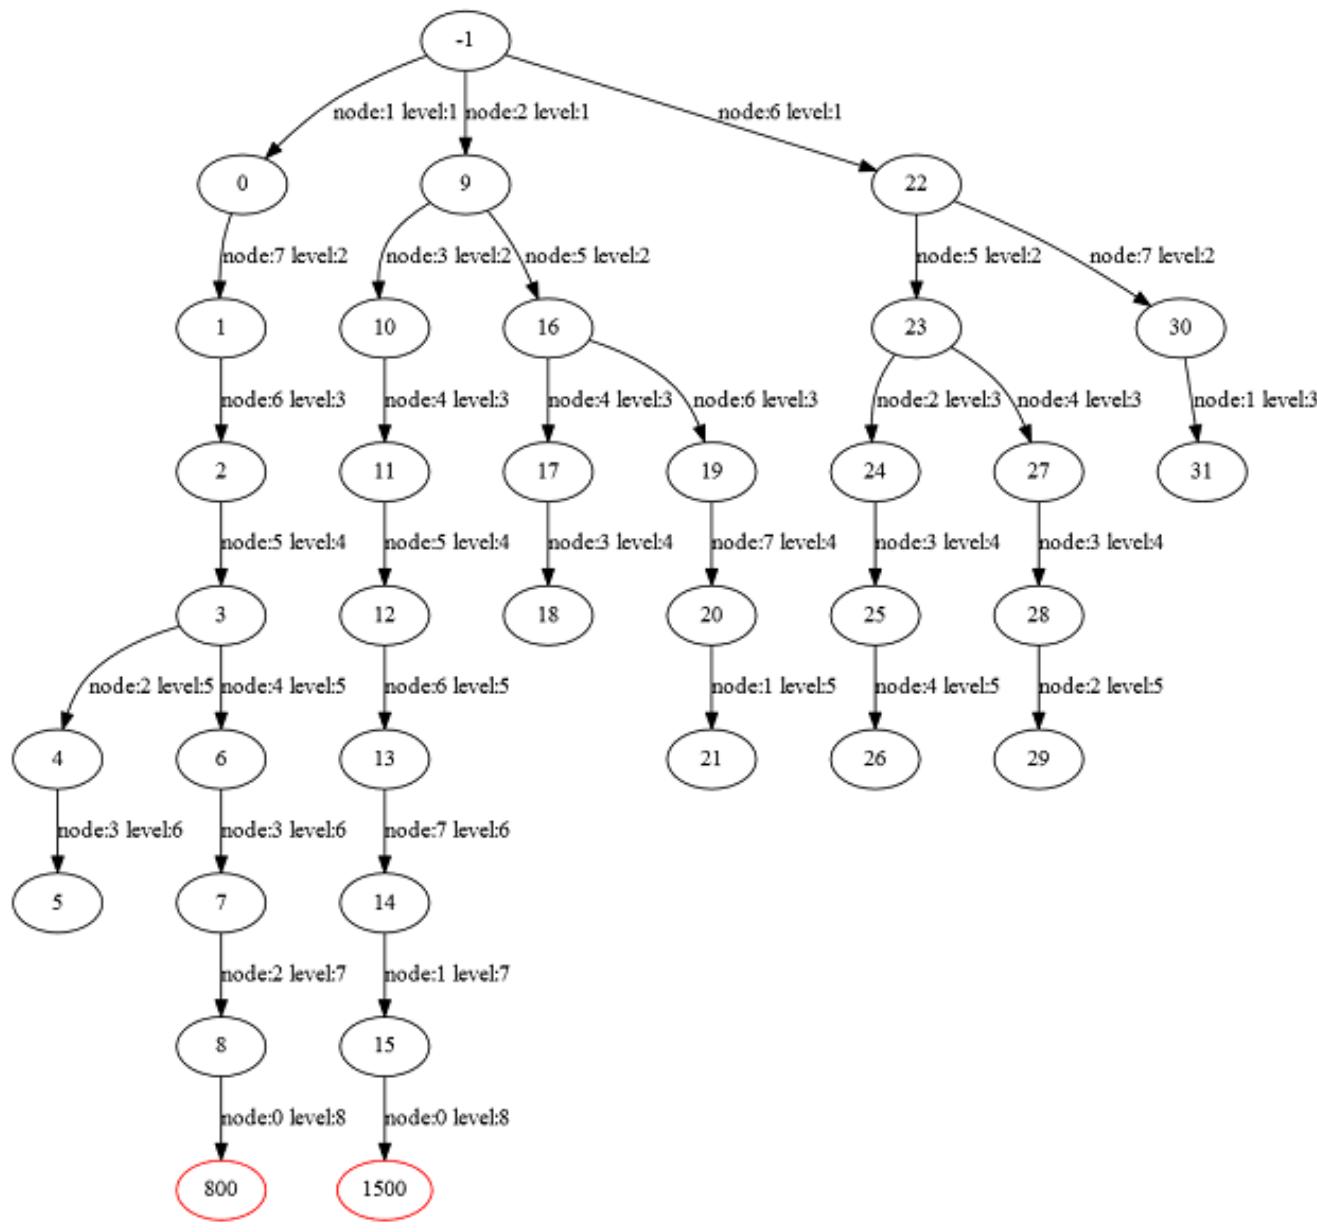 -1
node:1 level:1 node:2 level:1 node:6 level:1
0 9 22
node:7 level:2 node:3 level:2 node:5 level:2 node:5 level:2 node:7 level:2
1 10 16 23 30
node:6 level:3 node:4 level:3 node:4 level:3 node:6 level:3 node:2 level:3 node:4 level:3 node:1 level:3
2 11 17 19 24 27 31
node:5 level:4 node:5 level:4 node:3 level:4 node:7 level:4 node:3 level:4 node:3 level:4
3 12 18 20 25 28
node:2 level:5 node:4 level:5 node:6 level:5 node:1 level:5 node:4 level:5 node:2 level:5
4 6 13 21 26 29
node:3 level:6 node:3 level:6 node:7 level:6
5 7 14
node:2 level:7 node:1 level:7
8 15
node:0 level:8 node:0 level:8
800 1500